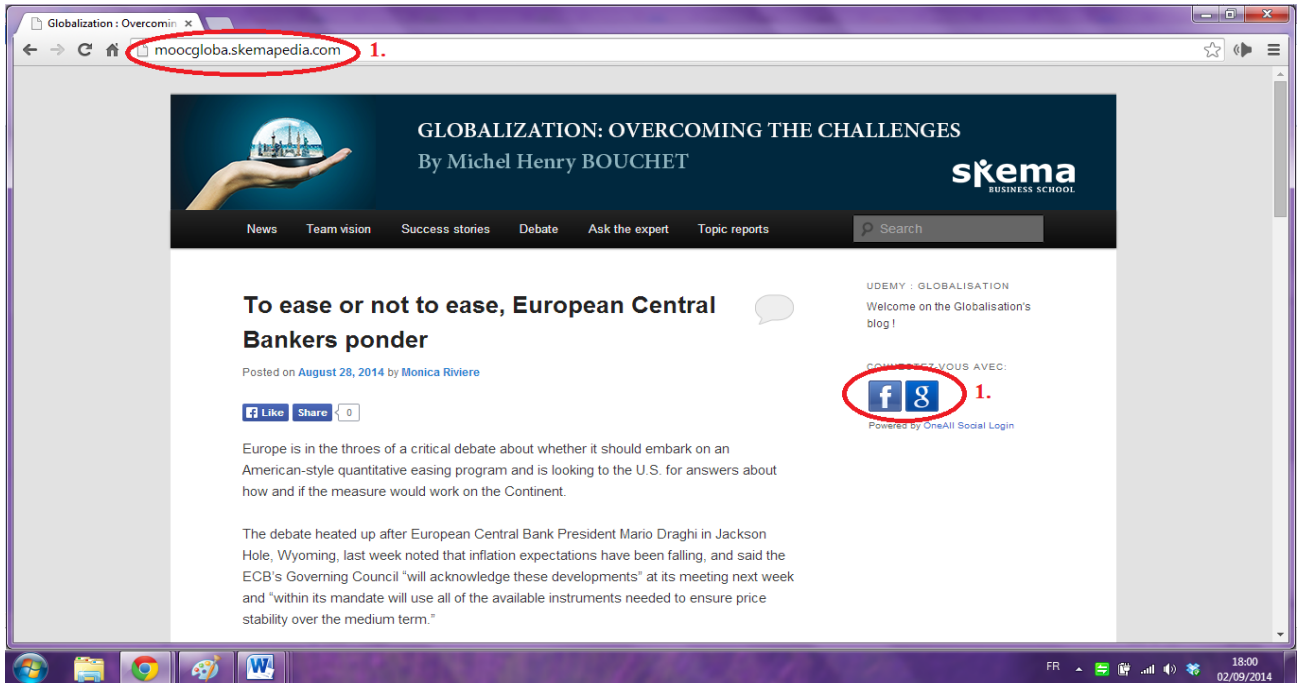 Globalization : Overcomin
moocgloba.skemapedia.com
1.
GLOBALIZATION: OVERCOMING THE CHALLENGES
By Michel Henry BOUCHET
skema
BUSINESS SCHOOL
News Team vision Success stories Debate Ask the expert Topic reports Search
To ease or not to ease, European Central
Bankers ponder
Posted on August 28, 2014 by Monica Riviere
Like Share 0
Europe is in the throes of a critical debate about whether it should embark on an
American-style quantitative easing program and is looking to the U.S. for answers about
how and if the measure would work on the Continent.
The debate heated up after European Central Bank President Mario Draghi in Jackson
Hole, Wyoming, last week noted that inflation expectations have been falling, and said the
ECB's Governing Council “will acknowledge these developments” at its meeting next week
and “within its mandate will use all of the available instruments needed to ensure price
stability over the medium term.”
UDEMY : GLOBALISATION
Welcome on the Globalisation's
blog !
CONNECTEZ-VOUS AVEC:
f g
1.
Powered by OneAll Social Login
FR
18:00
02/09/2014